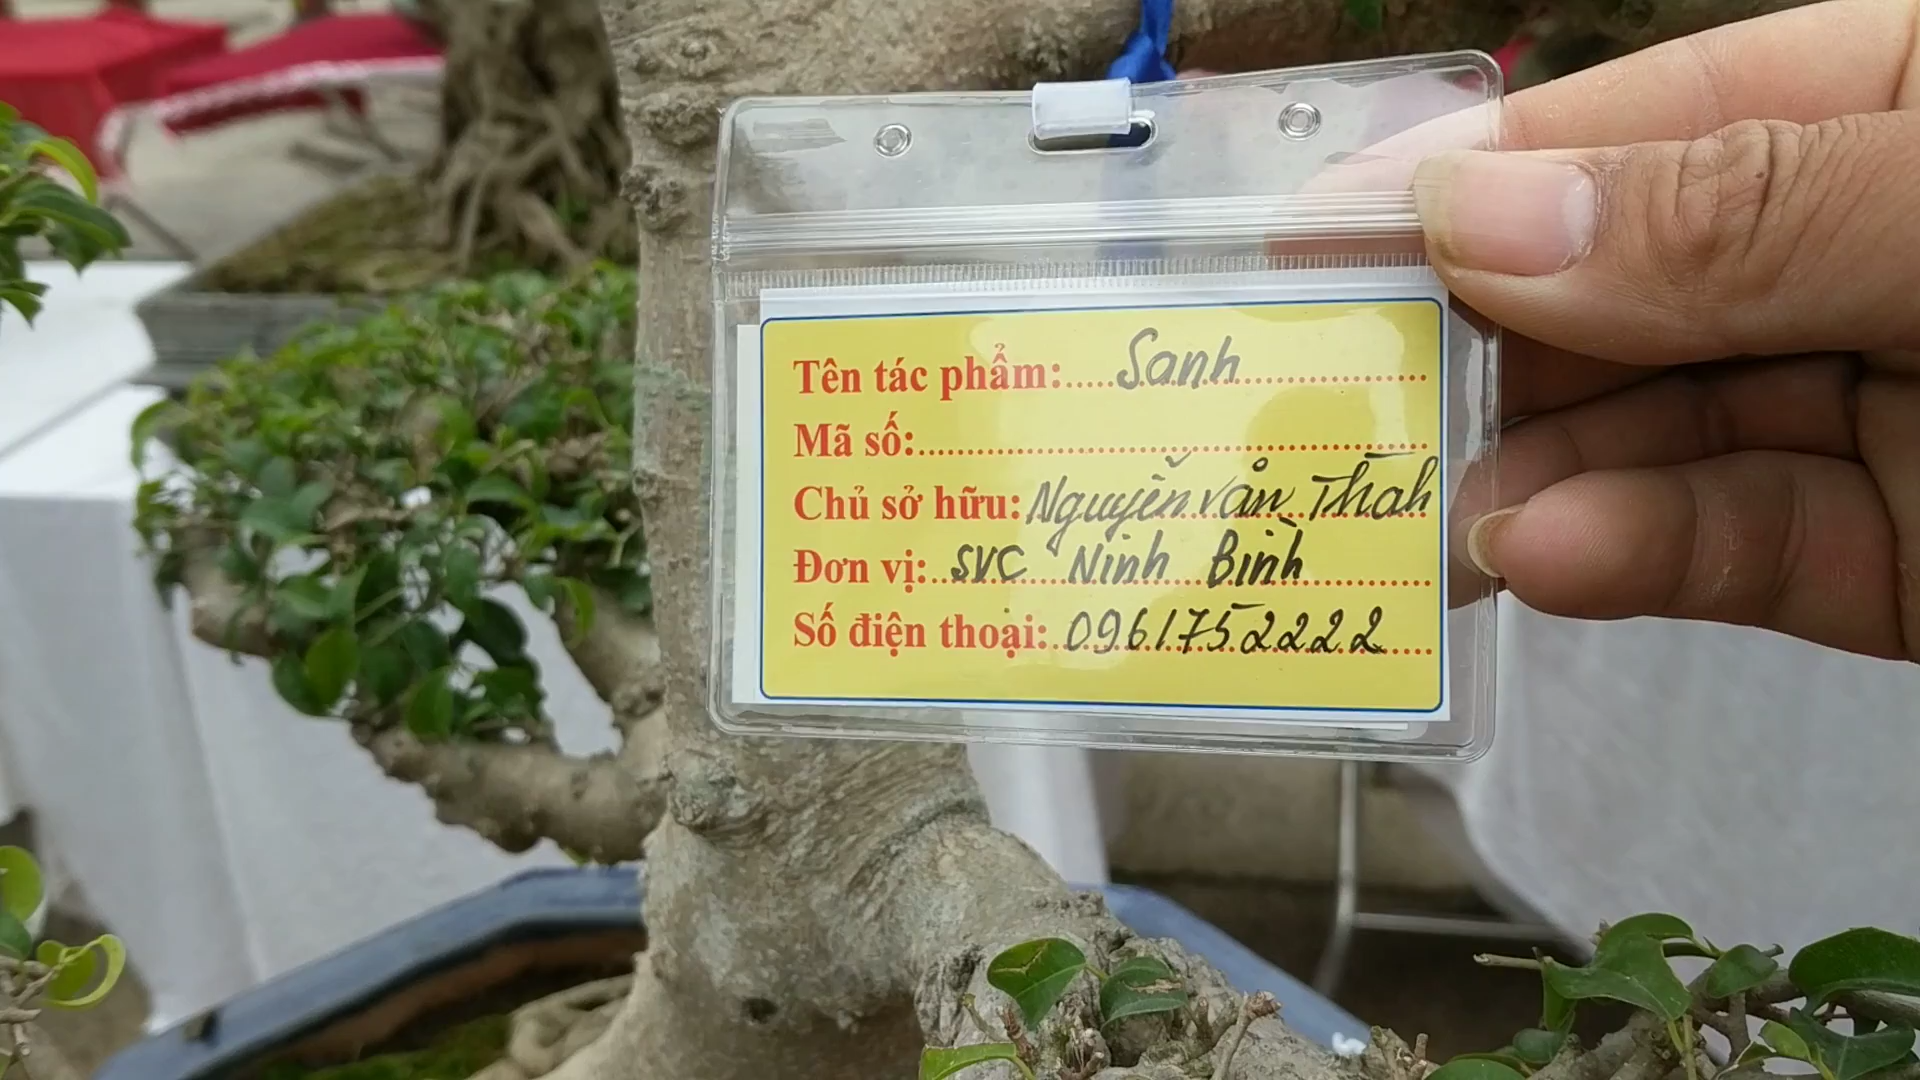 Tên tác phẩm: Sanh
Mã số:
Chủ sở hữu: Nguyễn Văn Thành
Đơn vị: SVC Ninh Bình
Số điện thoại: 0961752222